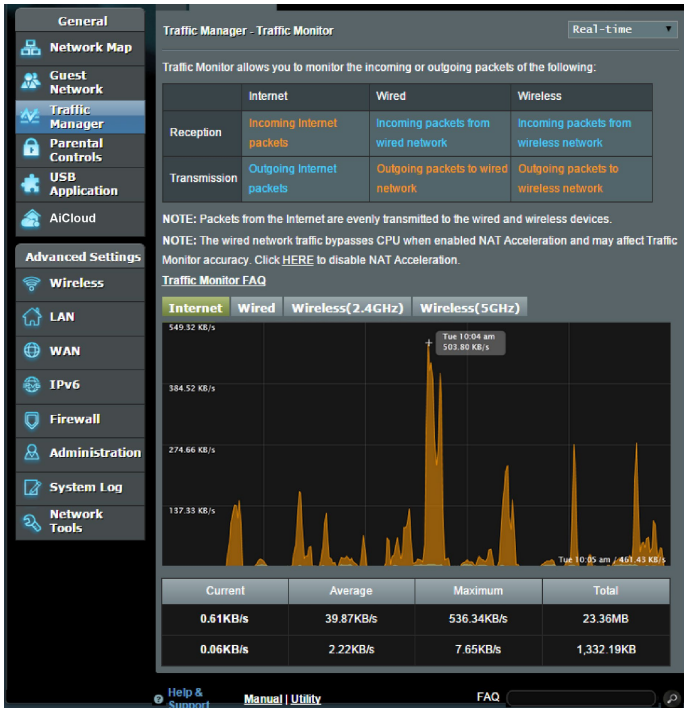 General
Network Map
Guest
Network
Traffic
Manager
Parental
Controls
USB
Application
AiCloud
Advanced Settings
Wireless
LAN
WAN
IPv6
Firewall
Administration
System Log
Network
Tools
Traffic Manager - Traffic Monitor
Real-time
Traffic Monitor allows you to monitor the incoming or outgoing packets of the following:
Internet Wired Wireless
Reception
Incoming Internet
packets
Incoming packets from
wired network
Incoming packets from
wireless network
Transmission
Outgoing Internet
packets
Outgoing packets to wired
network
Outgoing packets to
wireless network
NOTE: Packets from the Internet are evenly transmitted to the wired and wireless devices.
NOTE: The wired network traffic bypasses CPU when enabled NAT Acceleration and may affect Traffic
Monitor accuracy. Click HERE to disable NAT Acceleration.
Traffic Monitor FAQ
Internet Wired Wireless(2.4GHz) Wireless(5GHz)
549.32 KB/s
Tue 10:04 am
503.80 KB/s
384.52 KB/s
274.66 KB/s
137.33 KB/s
Tue 10:05 am / 461.43 KB/s
Current Average Maximum Total
0.61KB/s 39.87KB/s 536.34KB/s 23.36MB
0.06KB/s 2.22KB/s 7.65KB/s 1,332.19KB
Help &
Support
Manual | Utility
FAQ